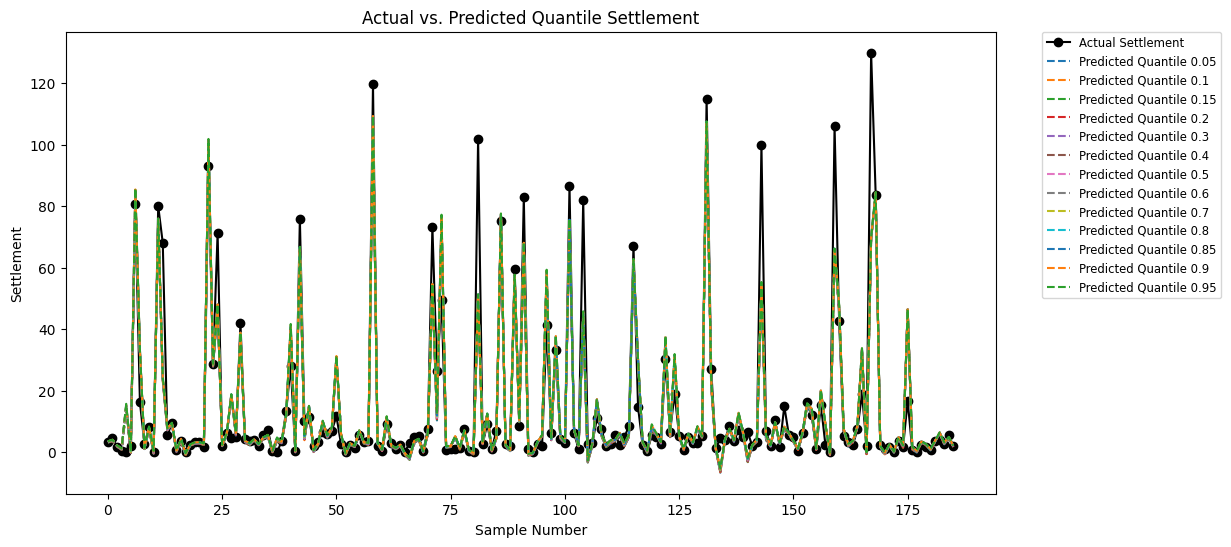 Actual vs. Predicted Quantile Settlement
Settlement
120
100
80
60
40
20
0
0 25 50 75 100 125 150 175
Sample Number
Actual Settlement
Predicted Quantile 0.05
Predicted Quantile 0.1
Predicted Quantile 0.15
Predicted Quantile 0.2
Predicted Quantile 0.3
Predicted Quantile 0.4
Predicted Quantile 0.5
Predicted Quantile 0.6
Predicted Quantile 0.7
Predicted Quantile 0.8
Predicted Quantile 0.85
Predicted Quantile 0.9
Predicted Quantile 0.95